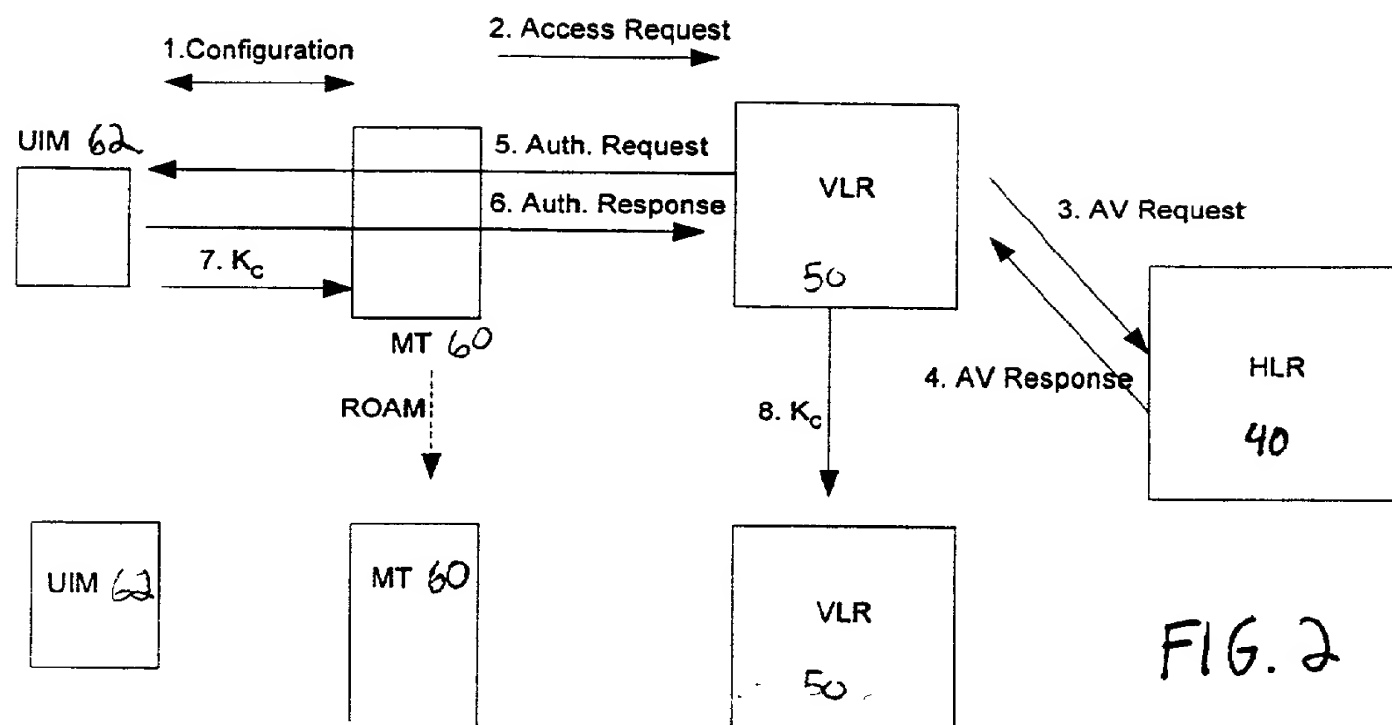 2. Access Request
1.Configuration
UIM 62
5. Auth. Request
VLR
6. Auth. Response
3. AV Request
7. KC
50
MT 60
4. AV Response
HLR
ROAM
8. KC
40
UIM 62
MT 60
VLR
50
FIG. 2